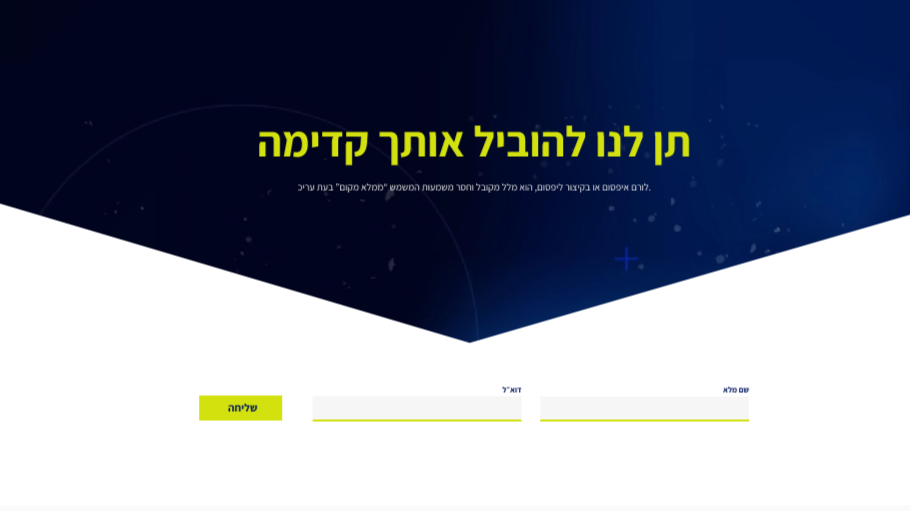 תן לנו להוביל אותך קדימה
לורם איפסום או בקיצור ליפסום, הוא מלל מקובל וחסר משמעות המשמש "ממלא מקום" בעת עריכ.
שם מלא
דוא"ל
שליחה